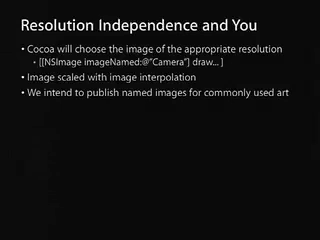 Resolution Independence and You
• Cocoa will choose the image of the appropriate resolution
▪ [[NSImage imageNamed:@"Camera"] draw... ]
• Image scaled with image interpolation
• We intend to publish named images for commonly used art